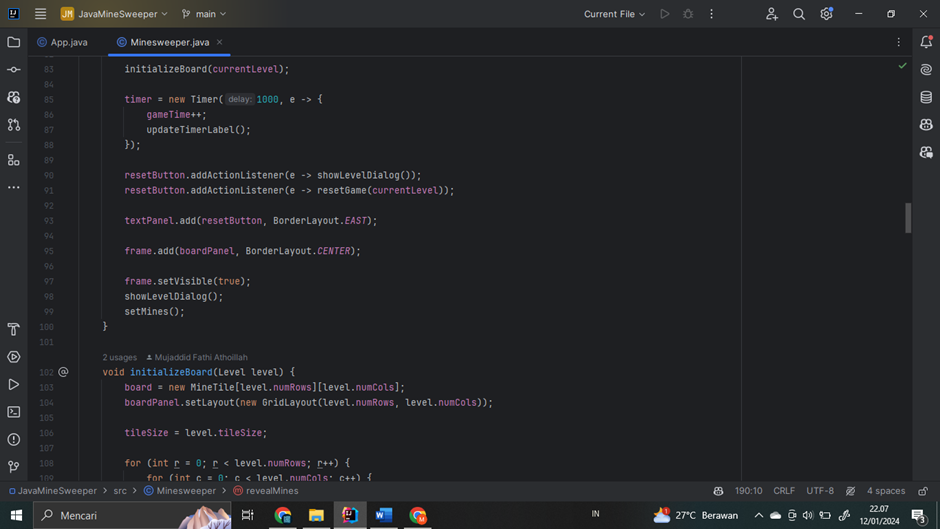 JM JavaMineSweeper main Current File
App.java Minesweeper.java
83 initializeBoard(currentLevel);
84
85 timer = new Timer( delay: 1000, e -> {
86 gameTime++;
87 updateTimerLabel();
88 });
89
90 resetButton.addActionListener(e -> showLevelDialog());
91 resetButton.addActionListener(e -> resetGame(currentLevel));
92
93 textPanel.add(resetButton, BorderLayout.EAST);
94
95 frame.add(boardPanel, BorderLayout.CENTER);
96
97 frame.setVisible(true);
98 showLevelDialog();
99 setMines();
100 }
101
2 usages Mujaddid Fathi Athoillah
102 void initializeBoard(Level level) {
103 board = new MineTile[level.numRows][level.numCols];
104 boardPanel.setLayout(new GridLayout(level.numRows, level.numCols));
105
106 tileSize = level.tileSize;
107
108 for (int r = 0; r < level.numRows; r++) {
109 for (int c = 0; c < level.numCols; c++) {
JavaMineSweeper > src > Minesweeper > revealMines 190:10 CRLF UTF-8 4 spaces
Mencari IN 27°C Berawan 22.07
12/01/2024